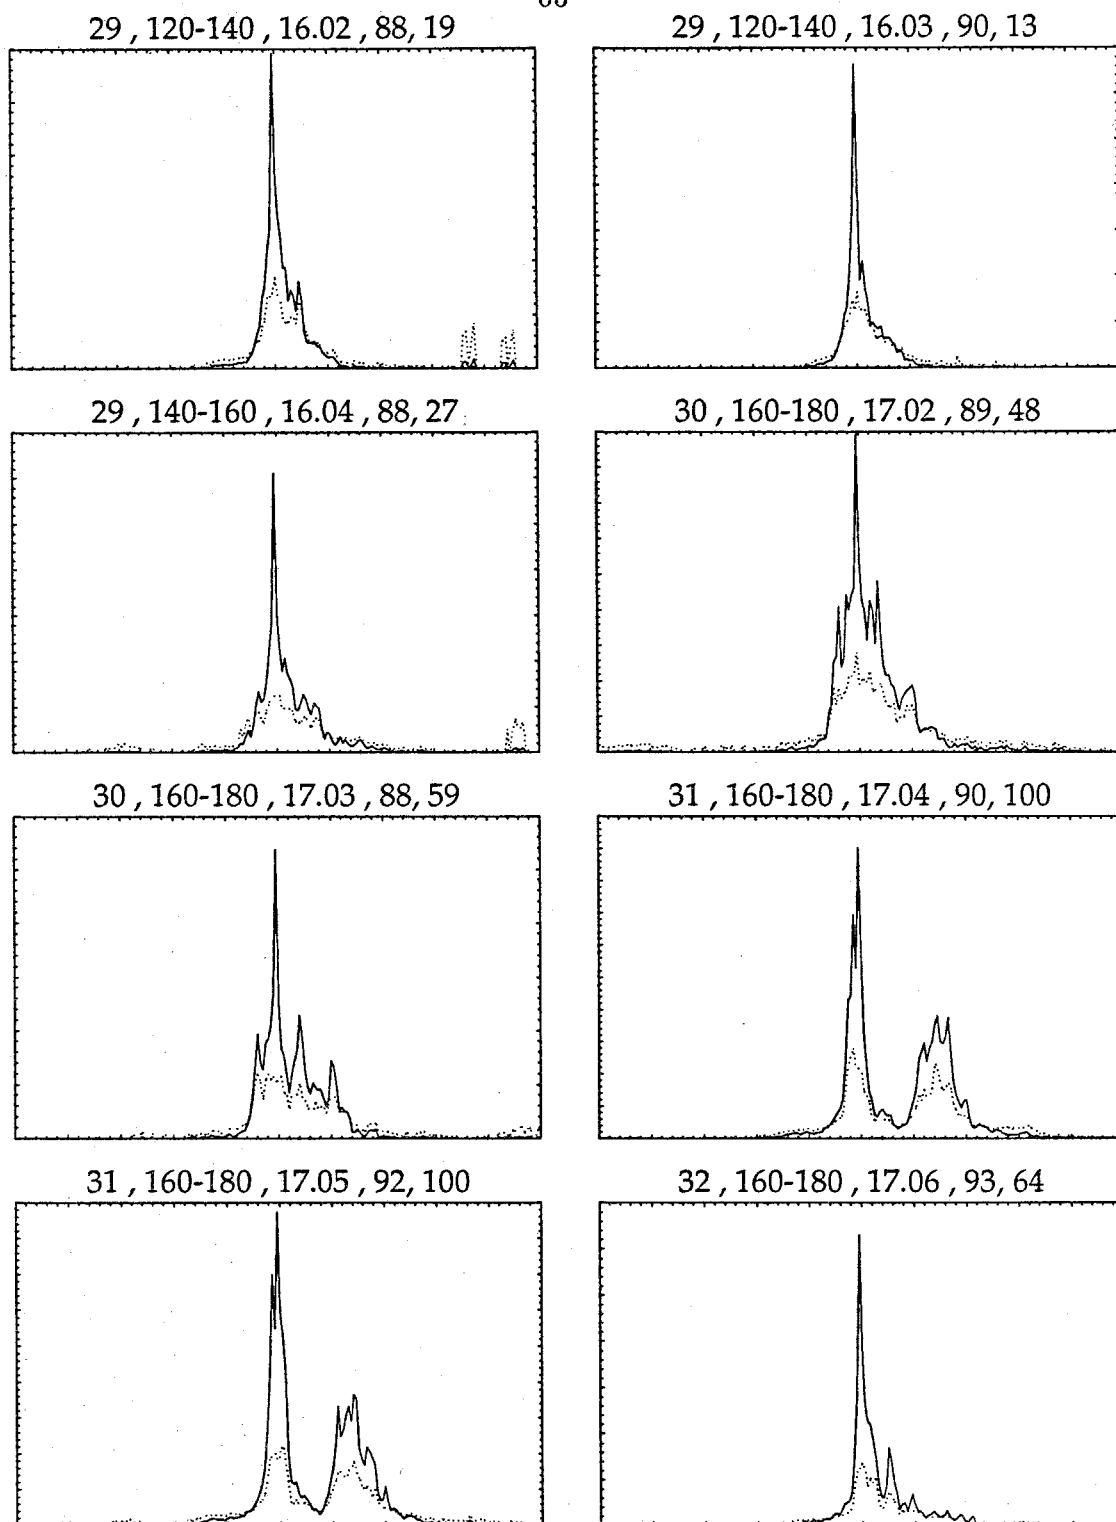 29 , 120-140 , 16.02 , 88, 19
29 , 120-140 , 16.03 , 90, 13
29 , 140-160 , 16.04 , 88, 27
30 , 160-180 , 17.02 , 89, 48
30 , 160-180 , 17.03 , 88, 59
31 , 160-180 , 17.04 , 90, 100
31 , 160-180 , 17.05 , 92, 100
32 , 160-180 , 17.06 , 93, 64